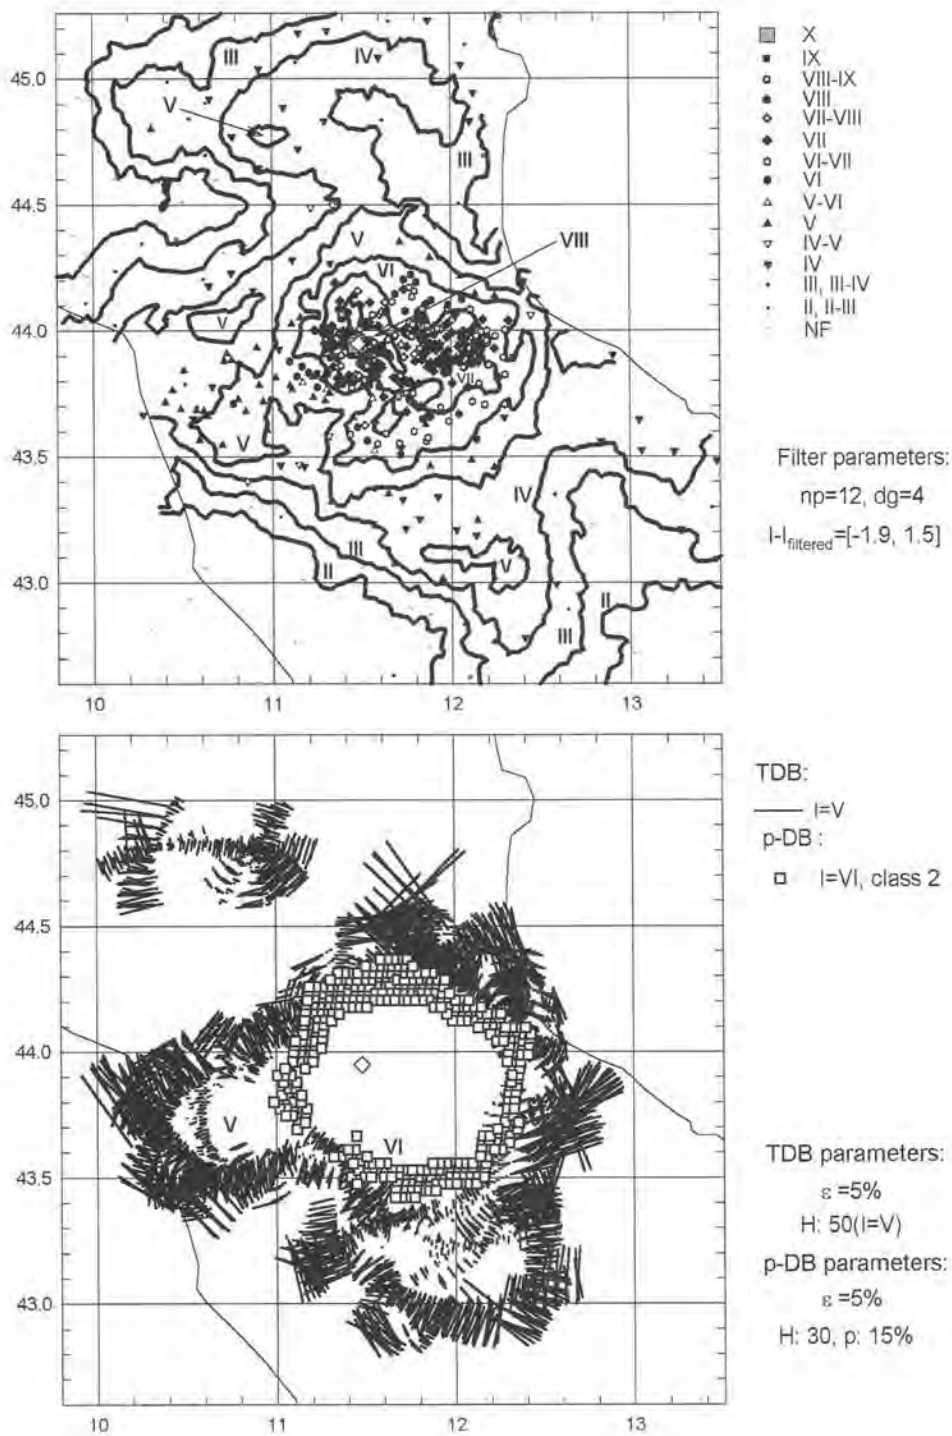 45.0
44.5
44.0
43.5
43.0
10 11 12 13
III
IV
V
III
V
VIII
VI
V
VII
V
IV
III
V
II
II
III
X
IX
VIII-IX
VIII
VII-VIII
VII
VI-VII
VI
V-VI
V
IV-V
IV
III, III-IV
II, II-III
NF
Filter parameters:
np=12, dg=4
I-Ifiltered=[-1.9, 1.5]
45.0
44.5
44.0
43.5
43.0
10 11 12 13
V
VI
TDB:
I=V
p-DB :
I=VI, class 2
TDB parameters:
ε =5%
H: 50(I=V)
p-DB parameters:
ε =5%
H: 30, p: 15%